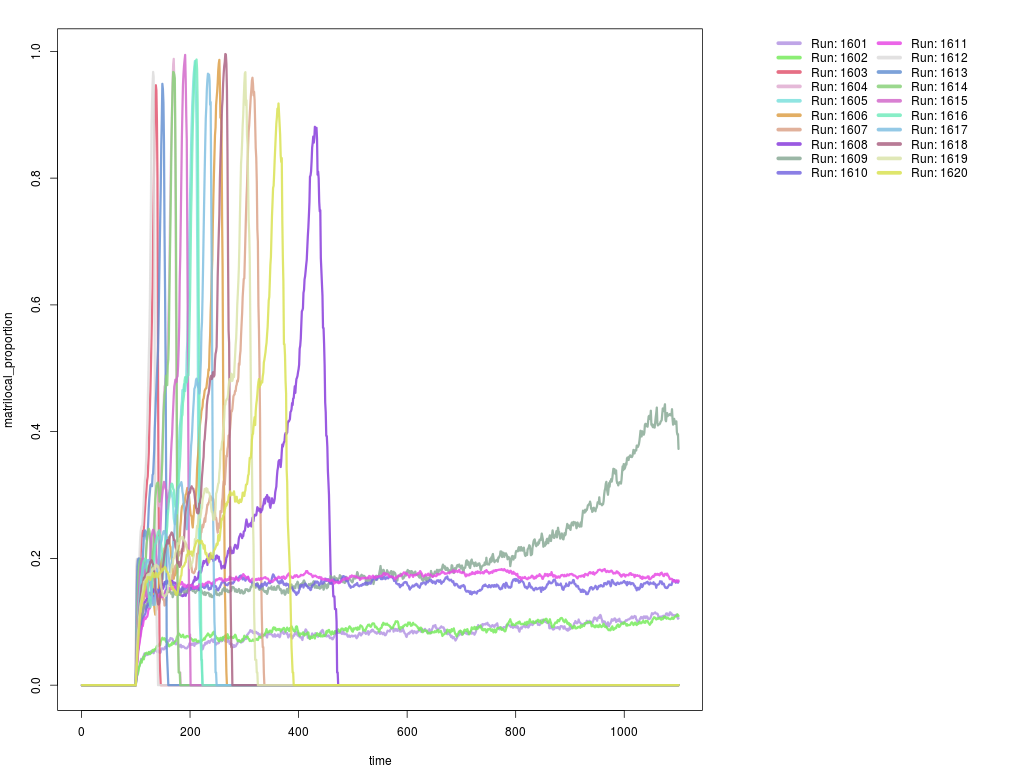 1.0
0.8
0.6
0.4
0.2
0.0
matrilocal_proportion
0 200 400 600 800 1000
time
Run: 1601 Run: 1611
Run: 1602 Run: 1612
Run: 1603 Run: 1613
Run: 1604 Run: 1614
Run: 1605 Run: 1615
Run: 1606 Run: 1616
Run: 1607 Run: 1617
Run: 1608 Run: 1618
Run: 1609 Run: 1619
Run: 1610 Run: 1620